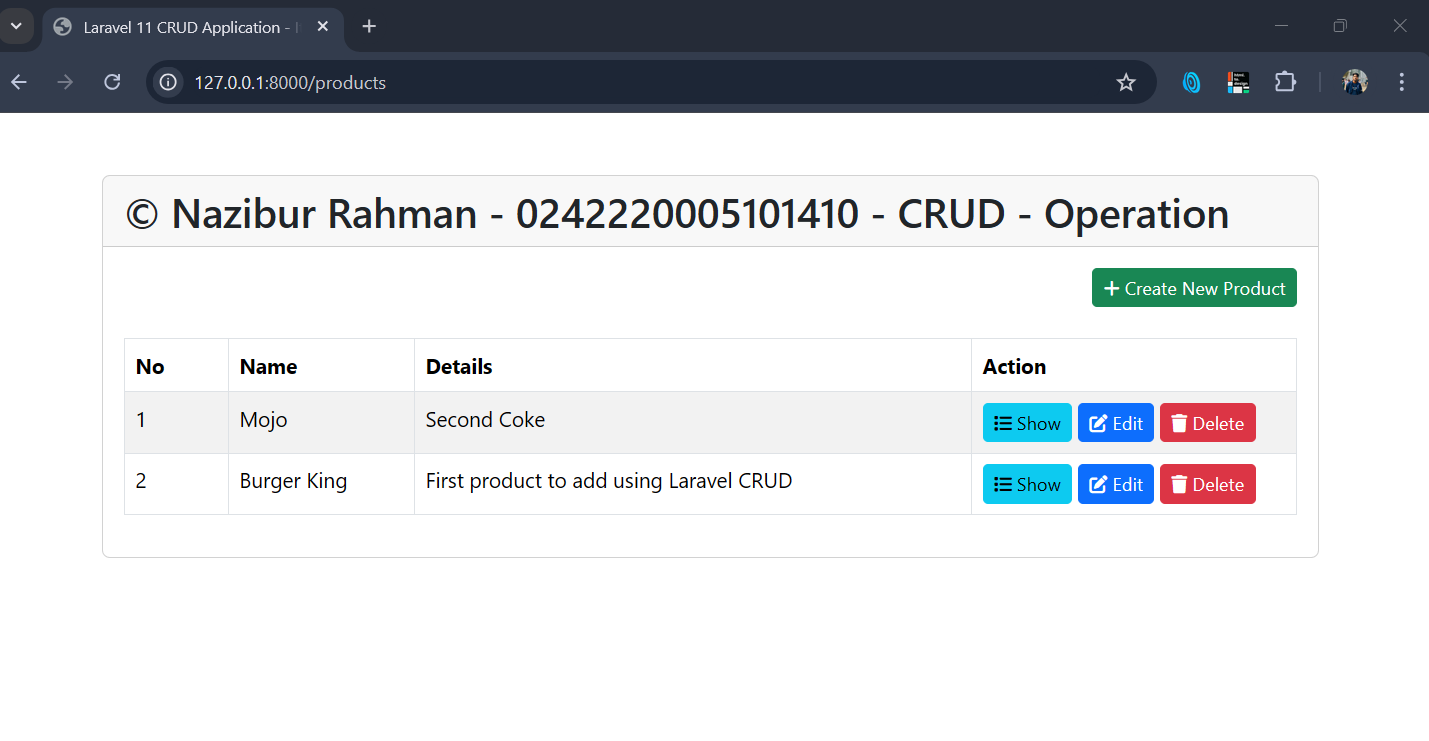 Laravel 11 CRUD Application -
127.0.0.1:8000/products
© Nazibur Rahman - 0242220005101410 - CRUD - Operation
Create New Product
No Name Details Action
1 Mojo Second Coke Show Edit Delete
2 Burger King First product to add using Laravel CRUD Show Edit Delete